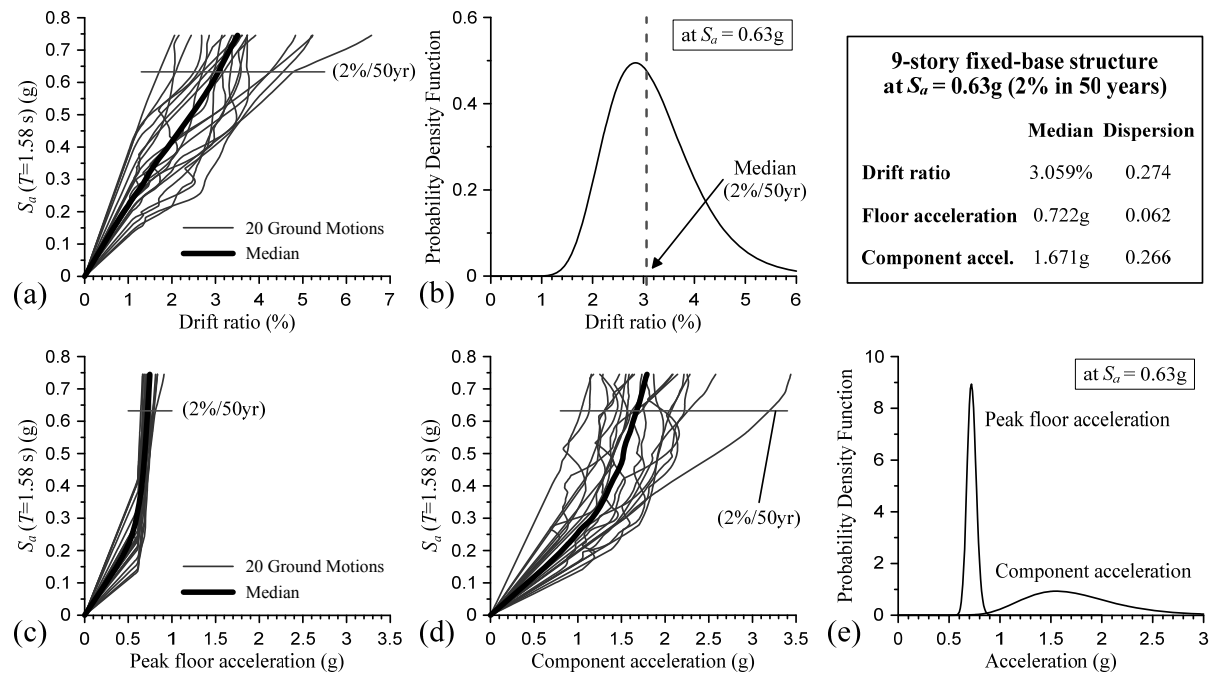 0.8
0.7
0.6
0.5
0.4
0.3
0.2
0.1
0
Sa (T=1.58 s) (g)
(2%/50yr)
20 Ground Motions
Median
0 1 2 3 4 5 6 7
(a)
Drift ratio (%)
0.6
0.4
0.2
0
Probability Density Function
at Sa = 0.63g
Median
(2%/50yr)
0 1 2 3 4 5 6
(b)
Drift ratio (%)
9-story fixed-base structure
at Sa = 0.63g (2% in 50 years)
Median Dispersion
Drift ratio 3.059% 0.274
Floor acceleration 0.722g 0.062
Component accel. 1.671g 0.266
0.8
0.7
0.6
0.5
0.4
0.3
0.2
0.1
0
Sa (T=1.58 s) (g)
(2%/50yr)
20 Ground Motions
Median
0 0.5 1 1.5 2 2.5 3 3.5
(c)
Peak floor acceleration (g)
0.8
0.7
0.6
0.5
0.4
0.3
0.2
0.1
0
Sa (T=1.58 s) (g)
(2%/50yr)
0 0.5 1 1.5 2 2.5 3 3.5
(d)
Component acceleration (g)
10
8
6
4
2
0
Probability Density Function
at Sa = 0.63g
Peak floor acceleration
Component acceleration
0 0.5 1 1.5 2 2.5 3
(e)
Acceleration (g)